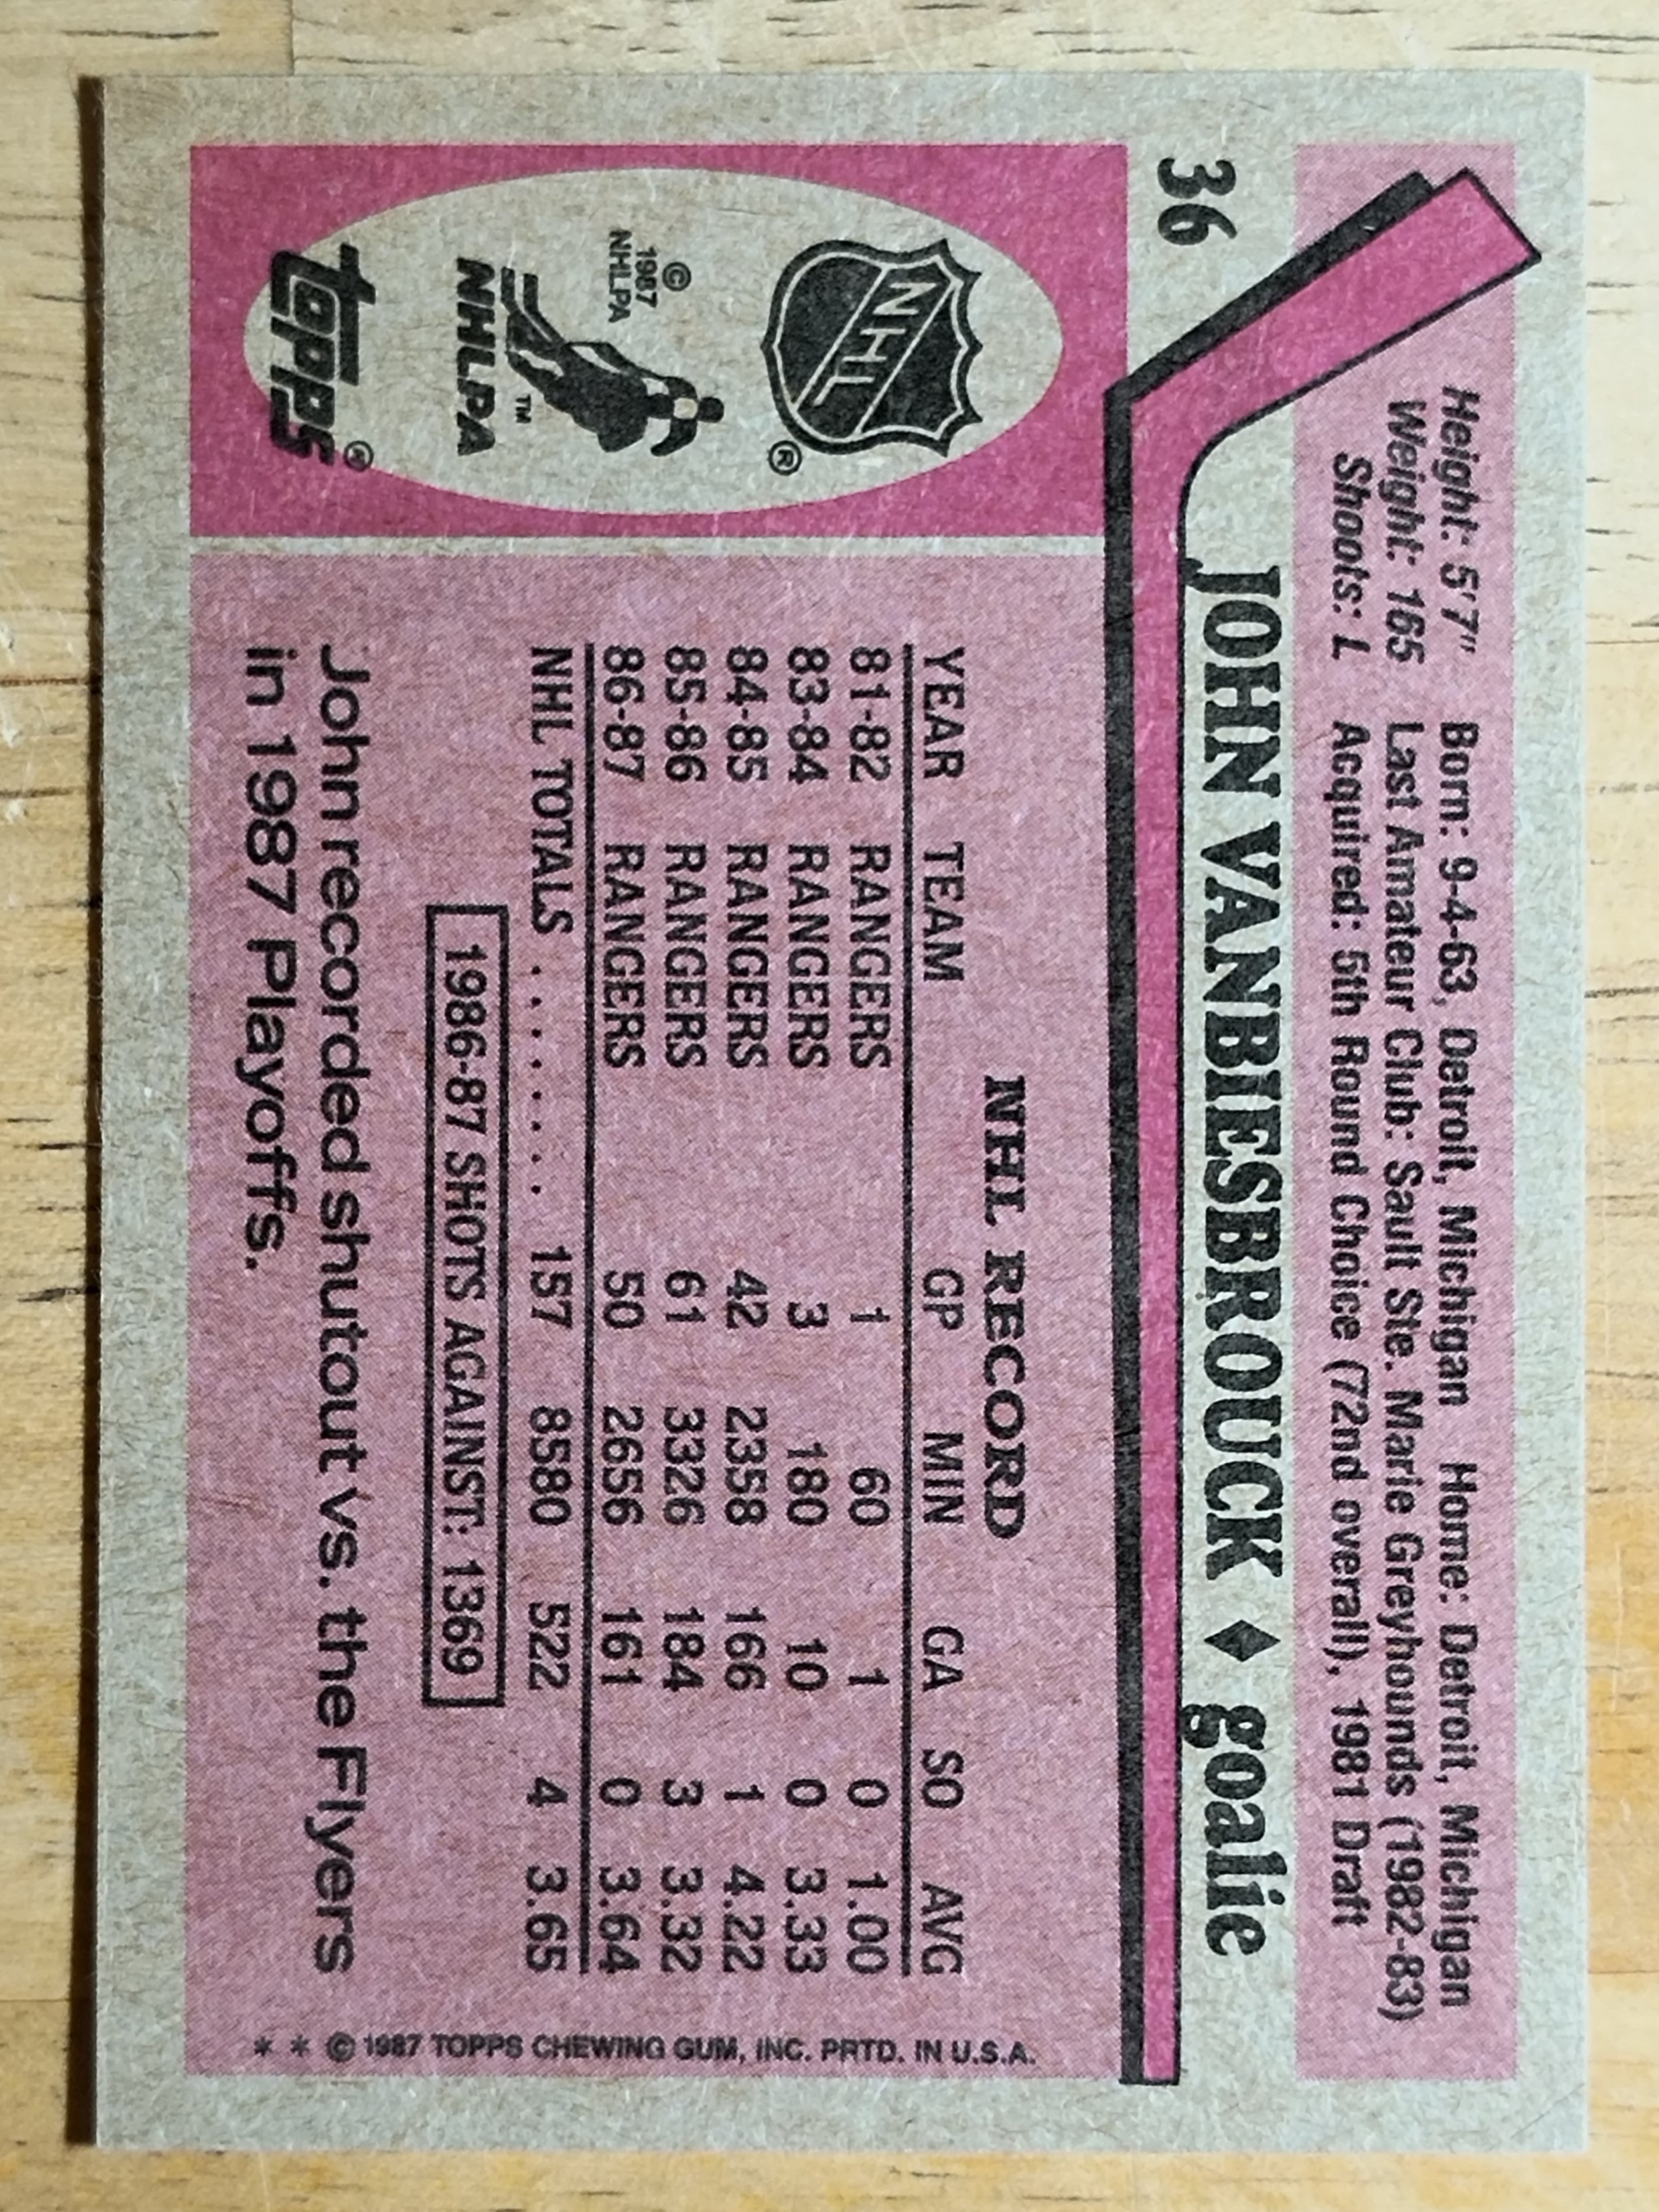 Height: 5'7" Born: 9-4-63, Detroit, Michigan Home: Detroit, Michigan
Weight: 165 Last Amateur Club: Sault Ste. Marie Greyhounds (1982-83)
Shoots: L Acquired: 5th Round Choice (72nd overall), 1981 Draft
36 JOHN VANBIESBROUCK ♦ goalie
NHL ®
© 1987 NHLPA
NHLPA ™
topps ®
NHL RECORD
YEAR TEAM GP MIN GA SO AVG
81-82 RANGERS 1 60 1 0 1.00
83-84 RANGERS 3 180 10 0 3.33
84-85 RANGERS 42 2358 166 1 4.22
85-86 RANGERS 61 3326 184 3 3.32
86-87 RANGERS 50 2656 161 0 3.64
NHL TOTALS . . . . . . . . 157 8580 522 4 3.65
1986-87 SHOTS AGAINST: 1369
John recorded shutout vs. the Flyers
in 1987 Playoffs.
* * © 1987 TOPPS CHEWING GUM, INC. PRTD. IN U.S.A.